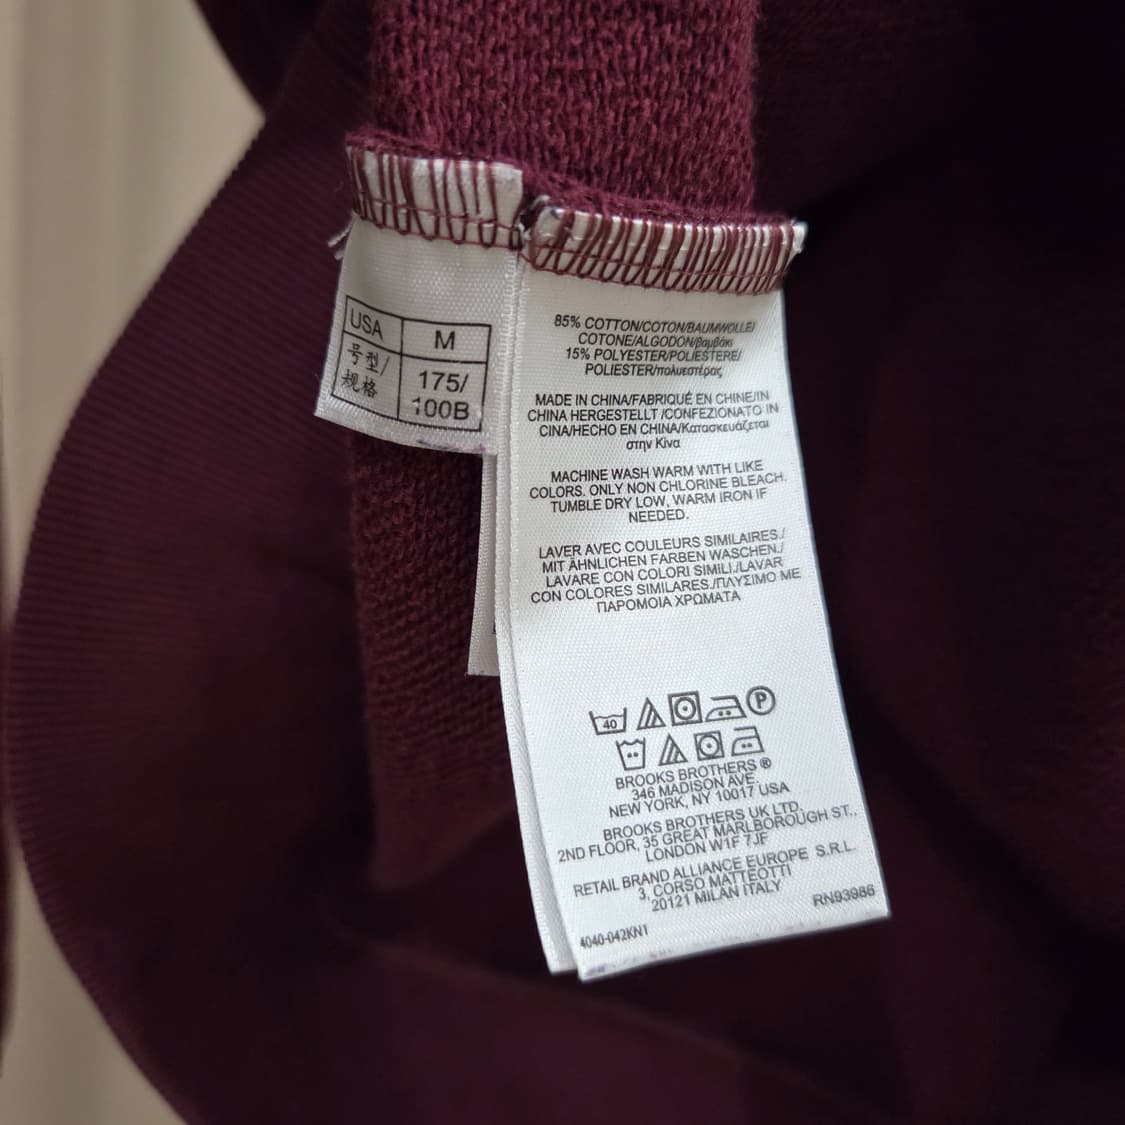 USA M
号型/ 175/
规格 100B
85% COTTON/COTON/BAUMWOLLE/
COTONE/ALGODON/βαμβάκι
15% POLYESTER/POLIESTERE/
POLIESTER/πολυεστέρας
MADE IN CHINA/FABRIQUÉ EN CHINE/IN
CHINA HERGESTELLT /CONFEZIONATO IN
CINA/HECHO EN CHINA/Κατασκευάζεται
στην Κίνα
MACHINE WASH WARM WITH LIKE
COLORS. ONLY NON CHLORINE BLEACH.
TUMBLE DRY LOW, WARM IRON IF
NEEDED.
LAVER AVEC COULEURS SIMILAIRES./
MIT ÄHNLICHEN FARBEN WASCHEN./
LAVARE CON COLORI SIMILI./LAVAR
CON COLORES SIMILARES./ΠΛΥΣΙΜΟ ΜΕ
ΠΑΡΟΜΟΙΑ ΧΡΩΜΑΤΑ
40 P
BROOKS BROTHERS ®
346 MADISON AVE.
NEW YORK, NY 10017 USA
BROOKS BROTHERS UK LTD.
2ND FLOOR, 35 GREAT MARLBOROUGH ST.,
LONDON W1F 7JF
RETAIL BRAND ALLIANCE EUROPE S.R.L.
3, CORSO MATTEOTTI
20121 MILAN ITALY
RN93986
4040-042KN1